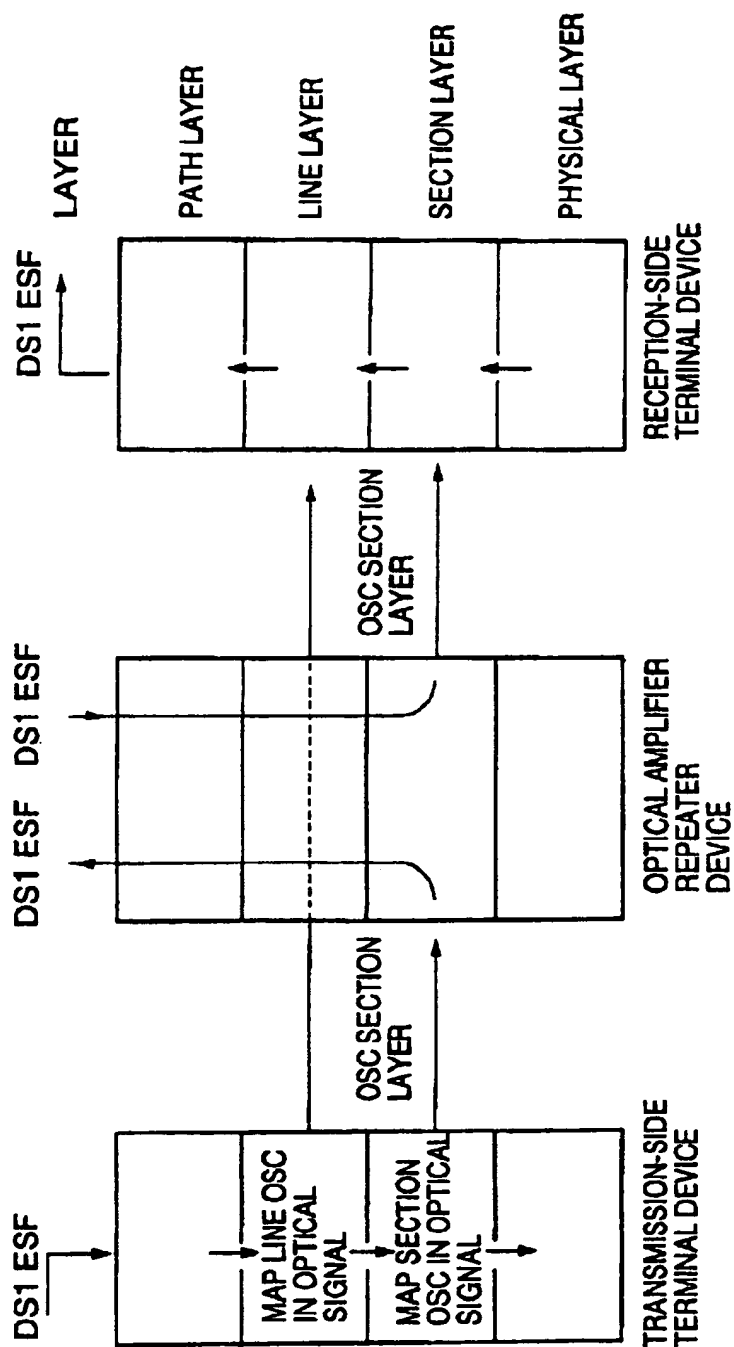 DS1 ESF
DS1 ESF
DS1 ESF
DS1 ESF
LAYER
PATH LAYER
MAP LINE OSC
IN OPTICAL
SIGNAL
LINE LAYER
OSC SECTION
LAYER
OSC SECTION
LAYER
MAP SECTION
OSC IN OPTICAL
SIGNAL
SECTION LAYER
PHYSICAL LAYER
TRANSMISSION-SIDE
TERMINAL DEVICE
OPTICAL AMPLIFIER
REPEATER
DEVICE
RECEPTION-SIDE
TERMINAL DEVICE